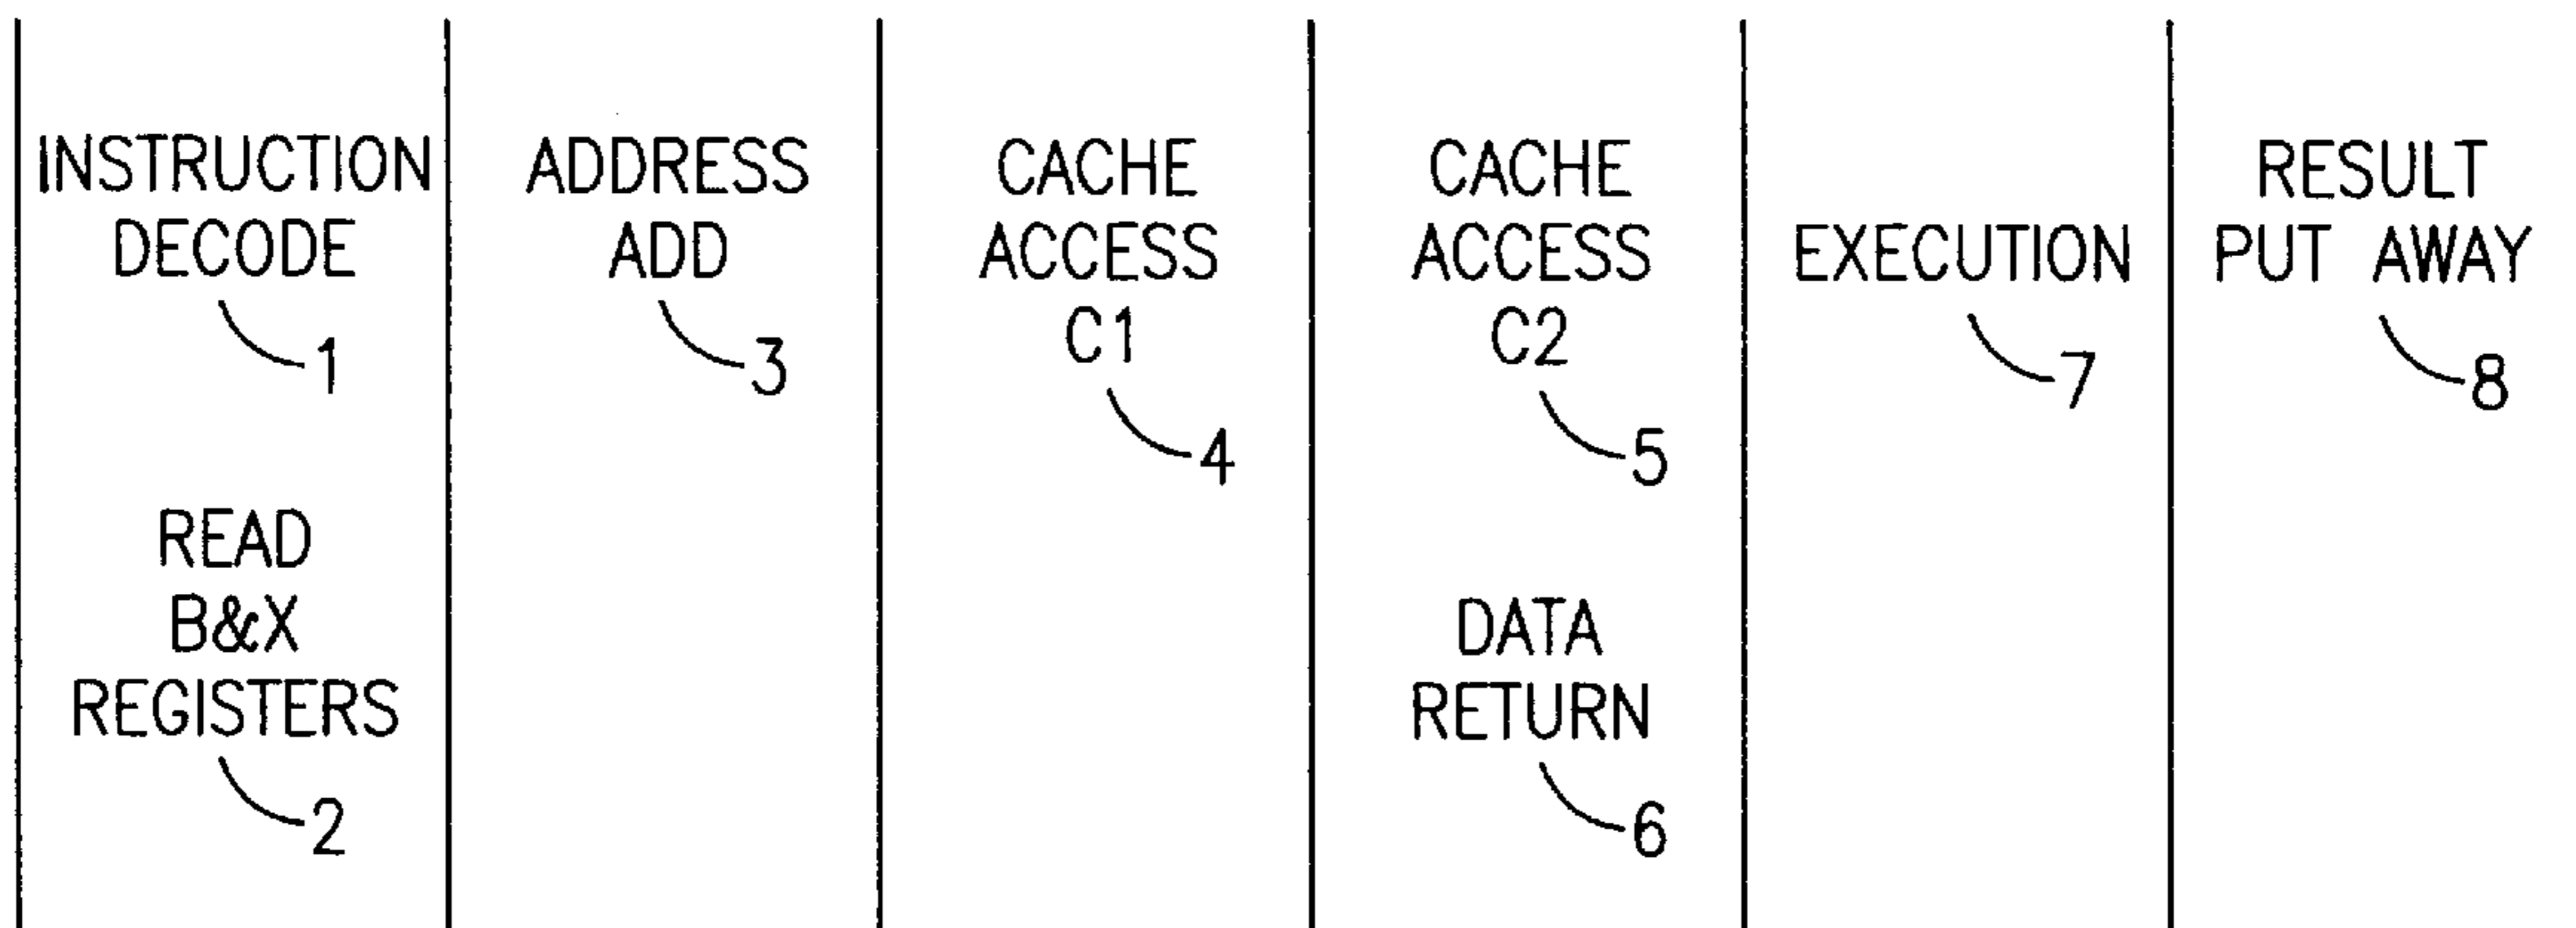 INSTRUCTION
DECODE
1
READ
B&X
REGISTERS
2
ADDRESS
ADD
3
CACHE
ACCESS
C1
4
CACHE
ACCESS
C2
5
DATA
RETURN
6
EXECUTION
7
RESULT
PUT AWAY
8